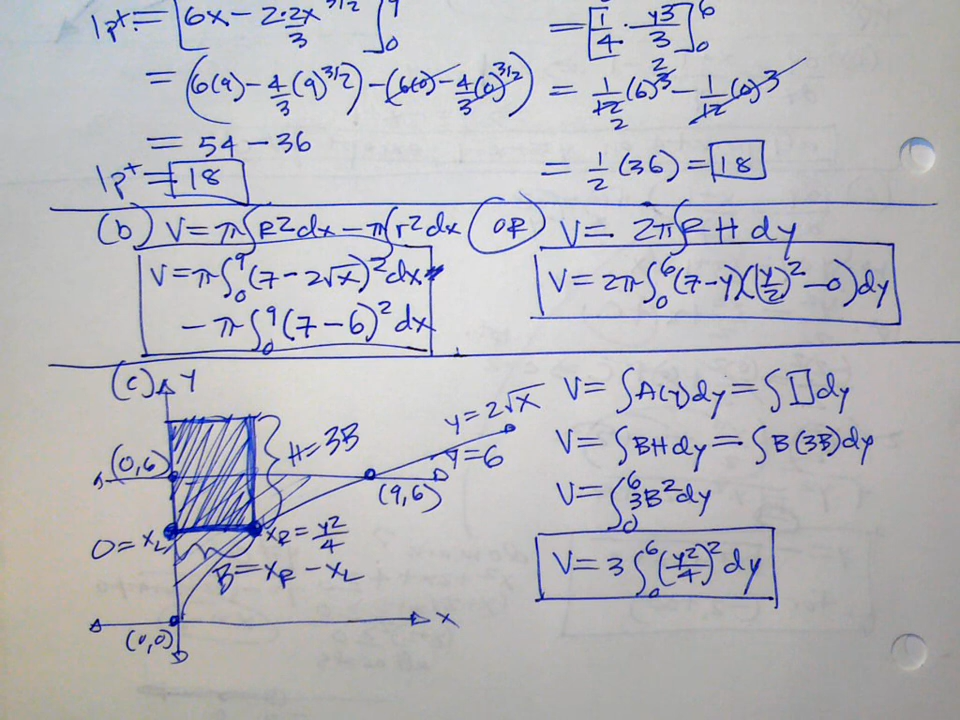 1pt: = [6x - 2·2x^3/2 / 3]₀⁹
= (6(9) - 4/3(9)^3/2) - (6(0) - 4/3(0)^3/2)
= 54 - 36
1pt = 18
= [1/4 · y3/3]₀⁶
= 1/12(6)^3 - 1/12(0)^3
2
2
= 1/2(36) = 18
(b) V = π∫R²dx - π∫r²dx OR V = 2π∫R H dy
V = π∫₀⁹(7 - 2√x)²dx
- π∫₀⁹(7 - 6)²dx
V = 2π∫₀⁶(7 - y)((y/2)² - 0)dy
(c) Y
H = 3B
y = 2√x
y = 6
(0,6)
(9,6)
0 = x_L
x_R = y²/4
B = x_R - x_L
(0,0)
x
V = ∫A(y)dy = ∫▯dy
V = ∫BH dy = ∫B(3B)dy
V = ∫₀⁶3B²dy
V = 3∫₀⁶(y²/4)²dy